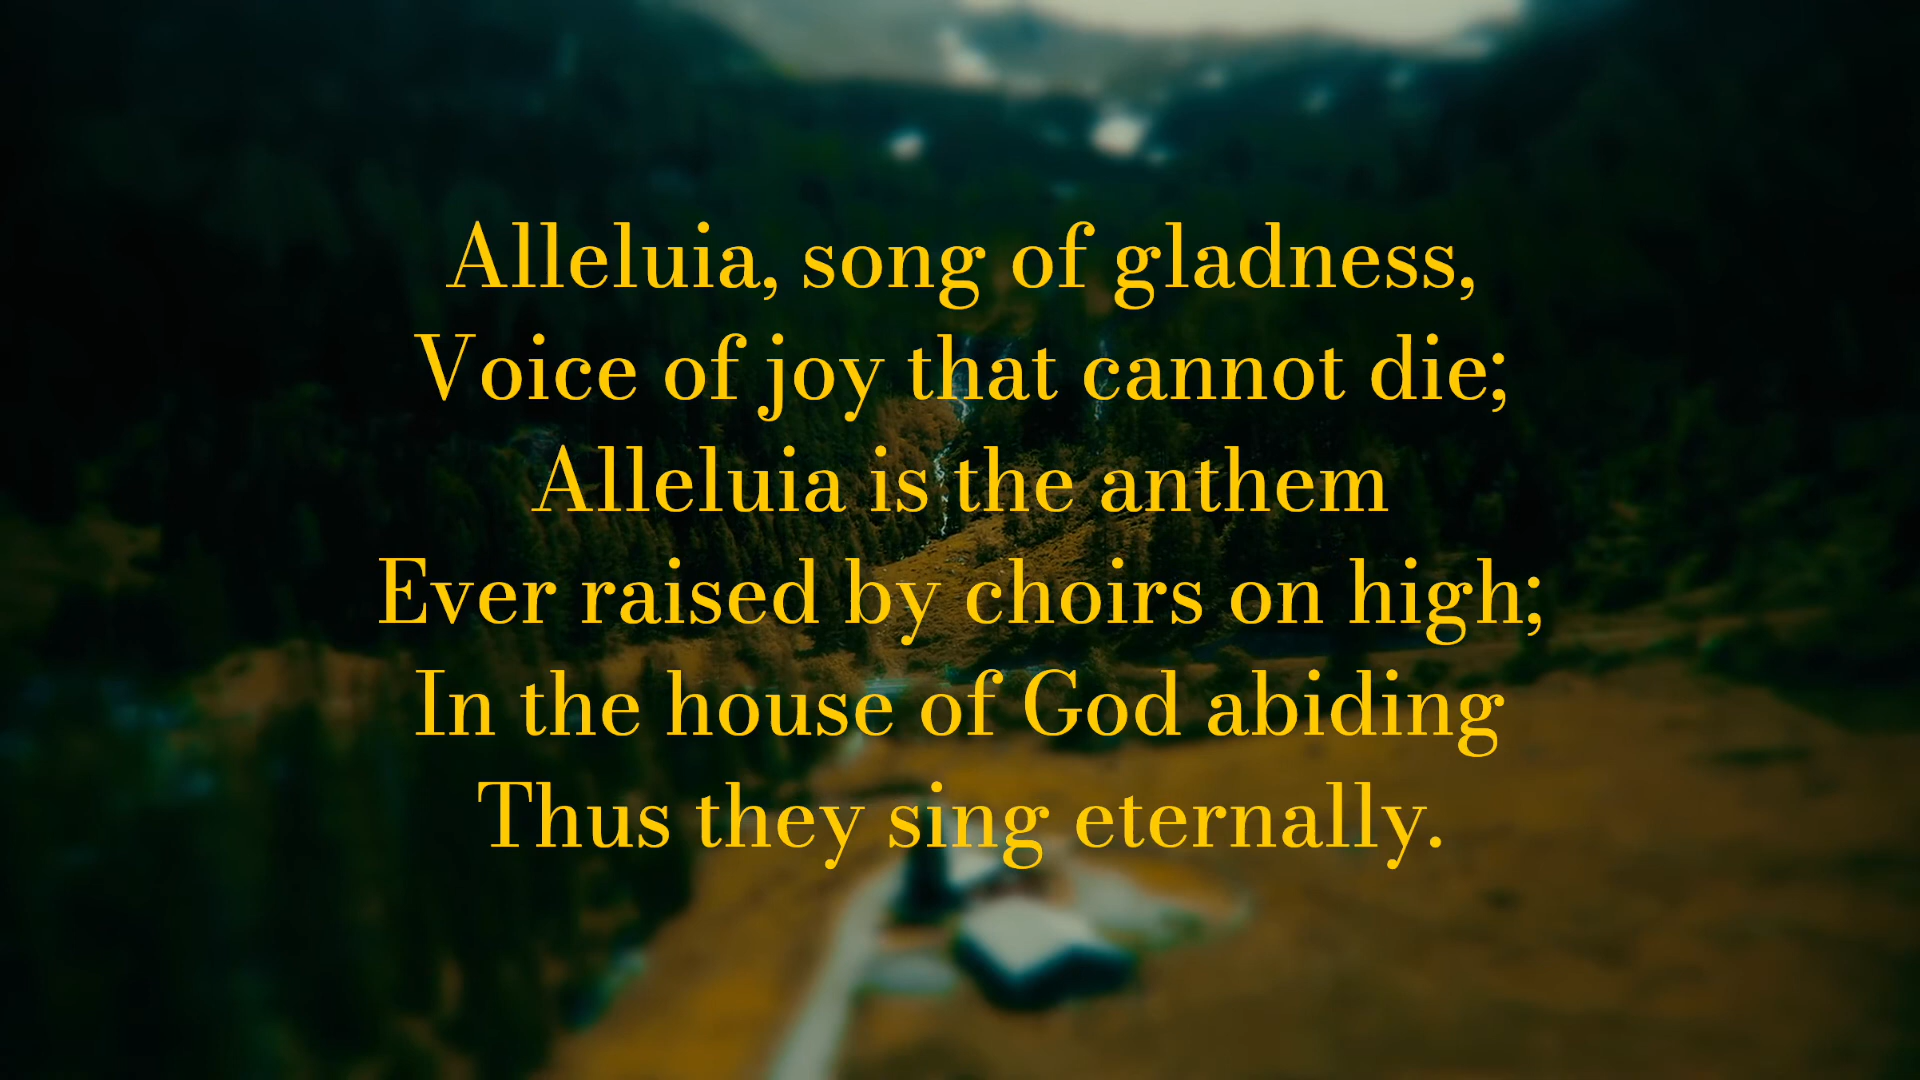 Alleluia, song of gladness,
Voice of joy that cannot die;
Alleluia is the anthem
Ever raised by choirs on high;
In the house of God abiding
Thus they sing eternally.